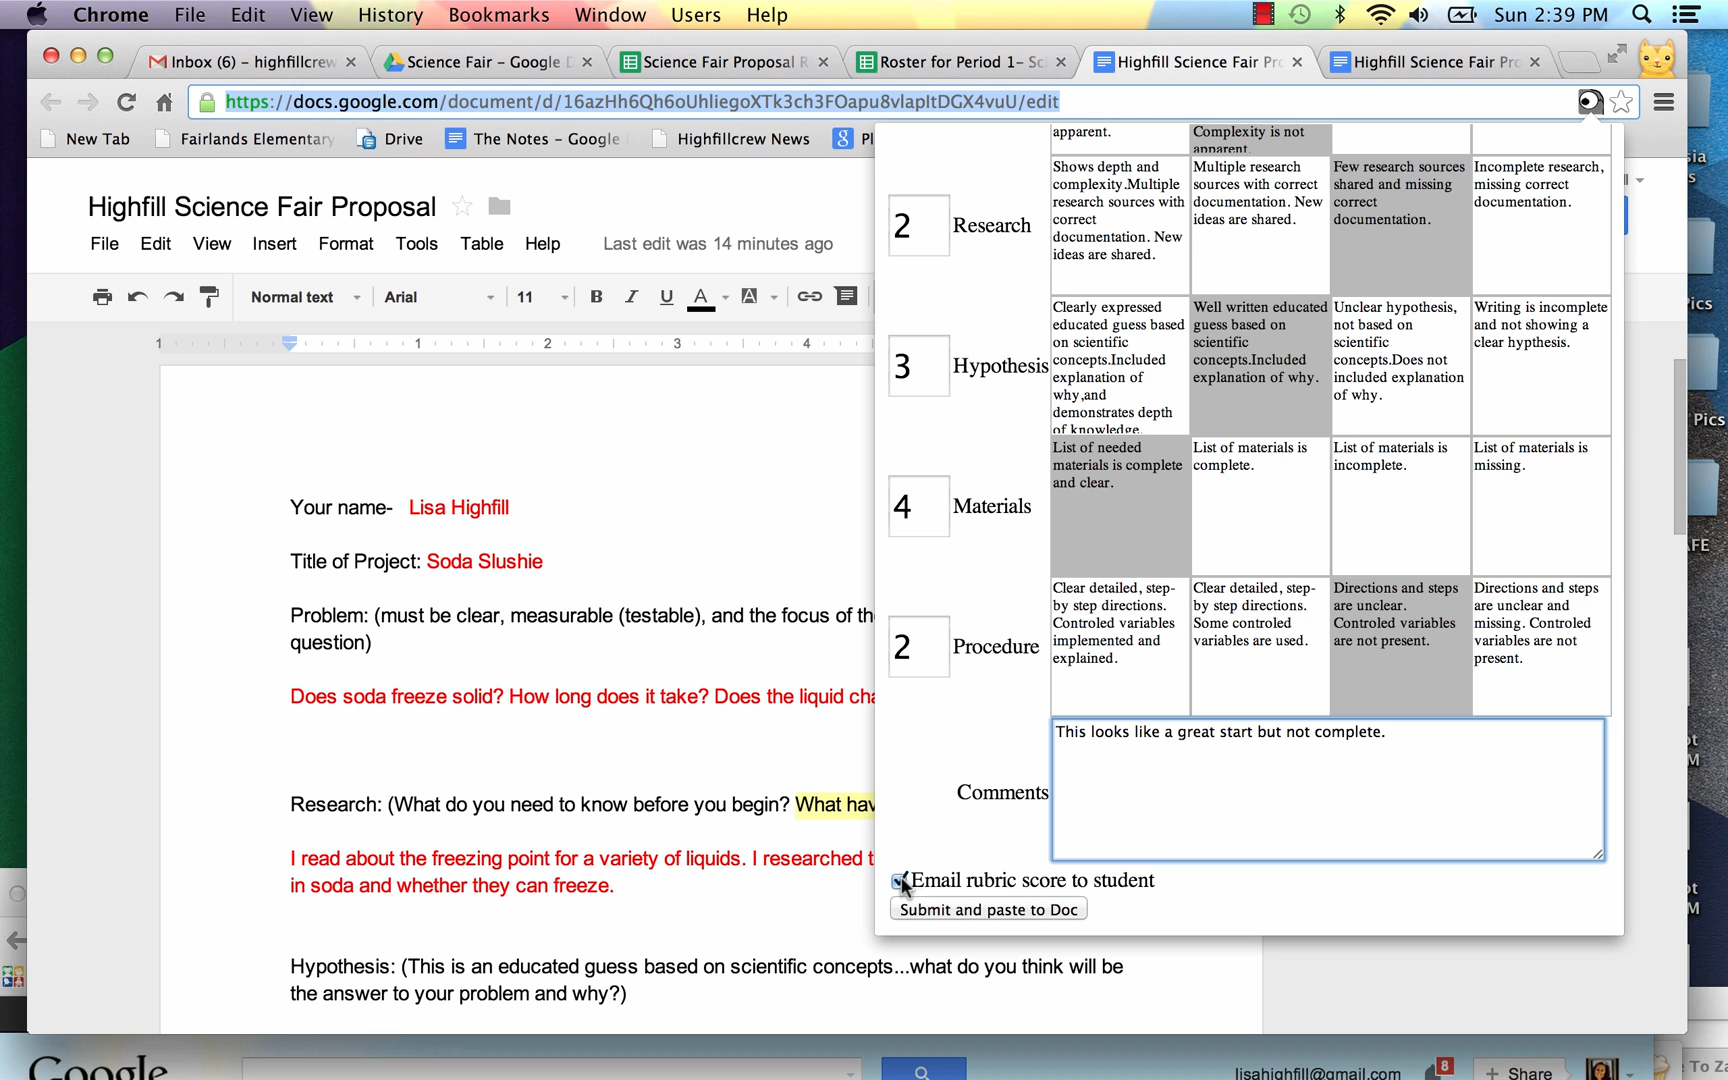 Chrome File Edit View History Bookmarks Window Users Help Sun 2:39 PM
Inbox (6) – highfillcrew
Science Fair – Google D
Science Fair Proposal R
Roster for Period 1– Sci
Highfill Science Fair Pro
Highfill Science Fair Pro
https://docs.google.com/document/d/16azHh6Qh6oUhliegoXTk3ch3FOapu8vlapItDGX4vuU/edit
New Tab Fairlands Elementary Drive The Notes – Google Highfillcrew News Pl
Highfill Science Fair Proposal
File Edit View Insert Format Tools Table Help Last edit was 14 minutes ago
Normal text Arial 11 B I U A A
1 1 2 3 4
Your name- Lisa Highfill
Title of Project: Soda Slushie
Problem: (must be clear, measurable (testable), and the focus of the
question)
Does soda freeze solid? How long does it take? Does the liquid cha
Research: (What do you need to know before you begin? What hav
I read about the freezing point for a variety of liquids. I researched t
in soda and whether they can freeze.
Hypothesis: (This is an educated guess based on scientific concepts...what do you think will be
the answer to your problem and why?)
apparent.
Complexity is not
apparent.
2 Research
Shows depth and
complexity.Multiple
research sources with
correct
documentation. New
ideas are shared.
Multiple research
sources with correct
documentation. New
ideas are shared.
Few research sources
shared and missing
correct
documentation.
Incomplete research,
missing correct
documentation.
3 Hypothesis
Clearly expressed
educated guess based
on scientific
concepts.Included
explanation of
why,and
demonstrates depth
of knowledge.
Well written educated
guess based on
scientific
concepts.Included
explanation of why.
Unclear hypothesis,
not based on
scientific
concepts.Does not
included explanation
of why.
Writing is incomplete
and not showing a
clear hypthesis.
4 Materials
List of needed
materials is complete
and clear.
List of materials is
complete.
List of materials is
incomplete.
List of materials is
missing.
2 Procedure
Clear detailed, step-
by step directions.
Controled variables
implemented and
explained.
Clear detailed, step-
by step directions.
Some controled
variables are used.
Directions and steps
are unclear.
Controled variables
are not present.
Directions and steps
are unclear and
missing. Controled
variables are not
present.
Comments
This looks like a great start but not complete.
Email rubric score to student
Submit and paste to Doc
Pics
Pics
Google
lisahighfill@gmail.com 8 + Share
To Za